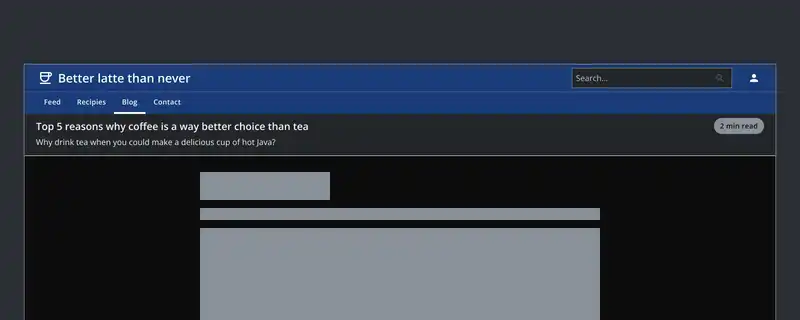 Better latte than never
Search...
Feed Recipies Blog Contact
Top 5 reasons why coffee is a way better choice than tea
2 min read
Why drink tea when you could make a delicious cup of hot Java?